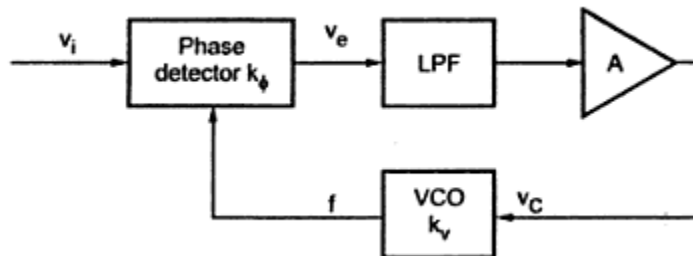 v_i
Phase
detector k_ϕ
v_e
LPF
A
f
VCO
k_v
v_C